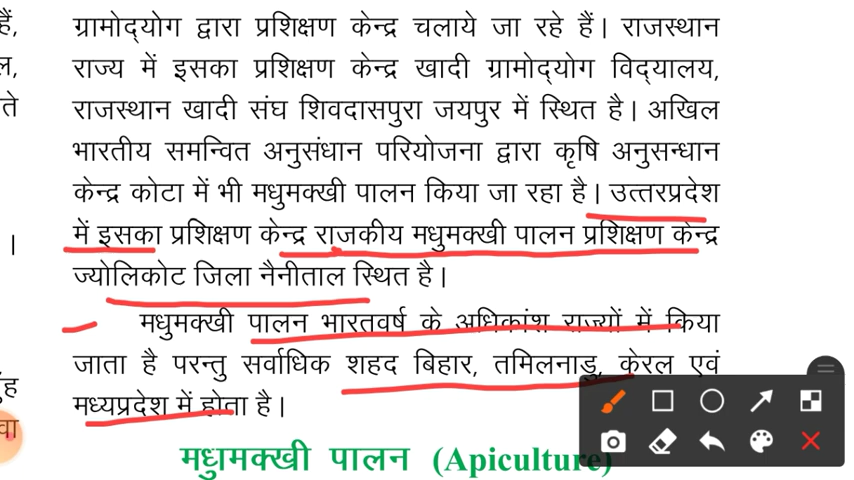 हैं,
ग्रामोद्योग द्वारा प्रशिक्षण केन्द्र चलाये जा रहे हैं। राजस्थान
राज्य में इसका प्रशिक्षण केन्द्र खादी ग्रामोद्योग विद्यालय,
राजस्थान खादी संघ शिवदासपुरा जयपुर में स्थित है। अखिल
ते
भारतीय समन्वित अनुसंधान परियोजना द्वारा कृषि अनुसन्धान
केन्द्र कोटा में भी मधुमक्खी पालन किया जा रहा है। उत्तरप्रदेश
में इसका प्रशिक्षण केन्द्र राजकीय मधुमक्खी पालन प्रशिक्षण केन्द्र
।
ज्योलिकोट जिला नैनीताल स्थित है।
मधुमक्खी पालन भारतवर्ष के अधिकांश राज्यों में किया
जाता है परन्तु सर्वाधिक शहद बिहार, तमिलनाडु, केरल एवं
मध्यप्रदेश में होता है।
मधुमक्खी पालन (Apiculture)